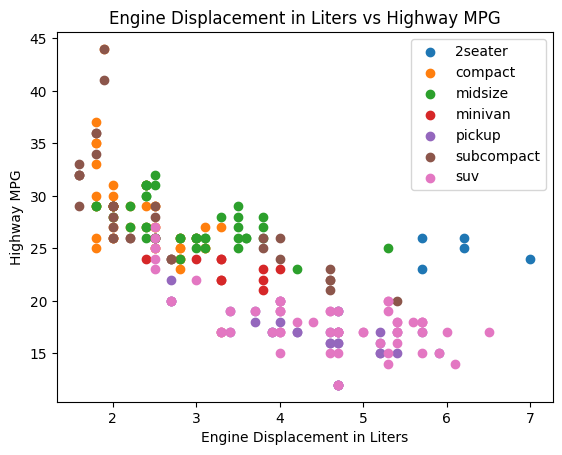 Engine Displacement in Liters vs Highway MPG
45
40
35
30
25
20
15
Highway MPG
2seater
compact
midsize
minivan
pickup
subcompact
suv
2 3 4 5 6 7
Engine Displacement in Liters